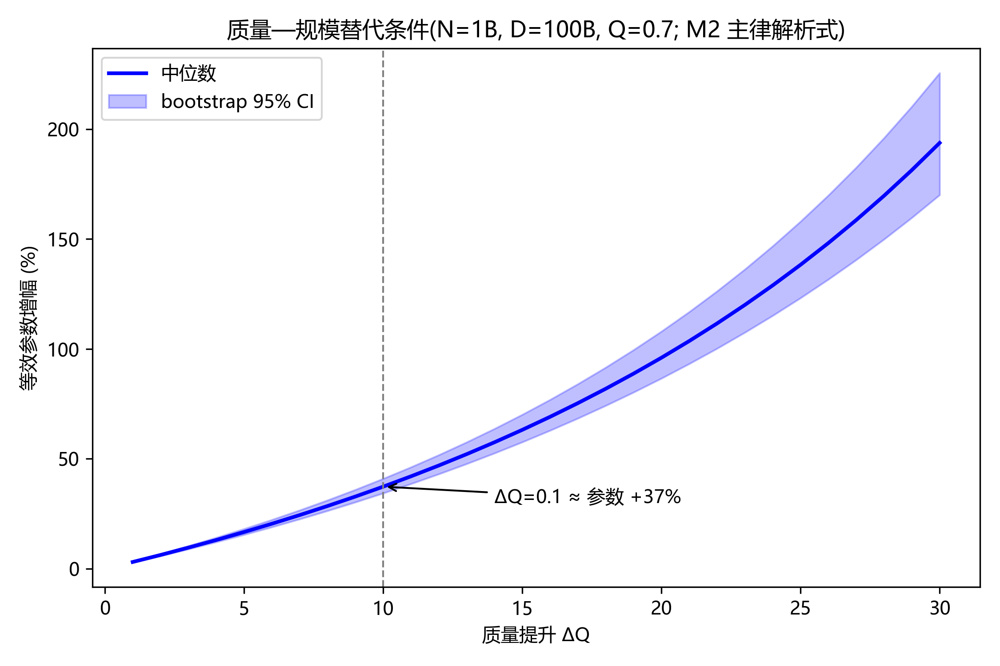 质量—规模替代条件(N=1B, D=100B, Q=0.7; M2 主律解析式)
中位数
bootstrap 95% CI
等效参数增幅 (%)
200
150
100
50
0
ΔQ=0.1 ≈ 参数 +37%
0 5 10 15 20 25 30
质量提升 ΔQ